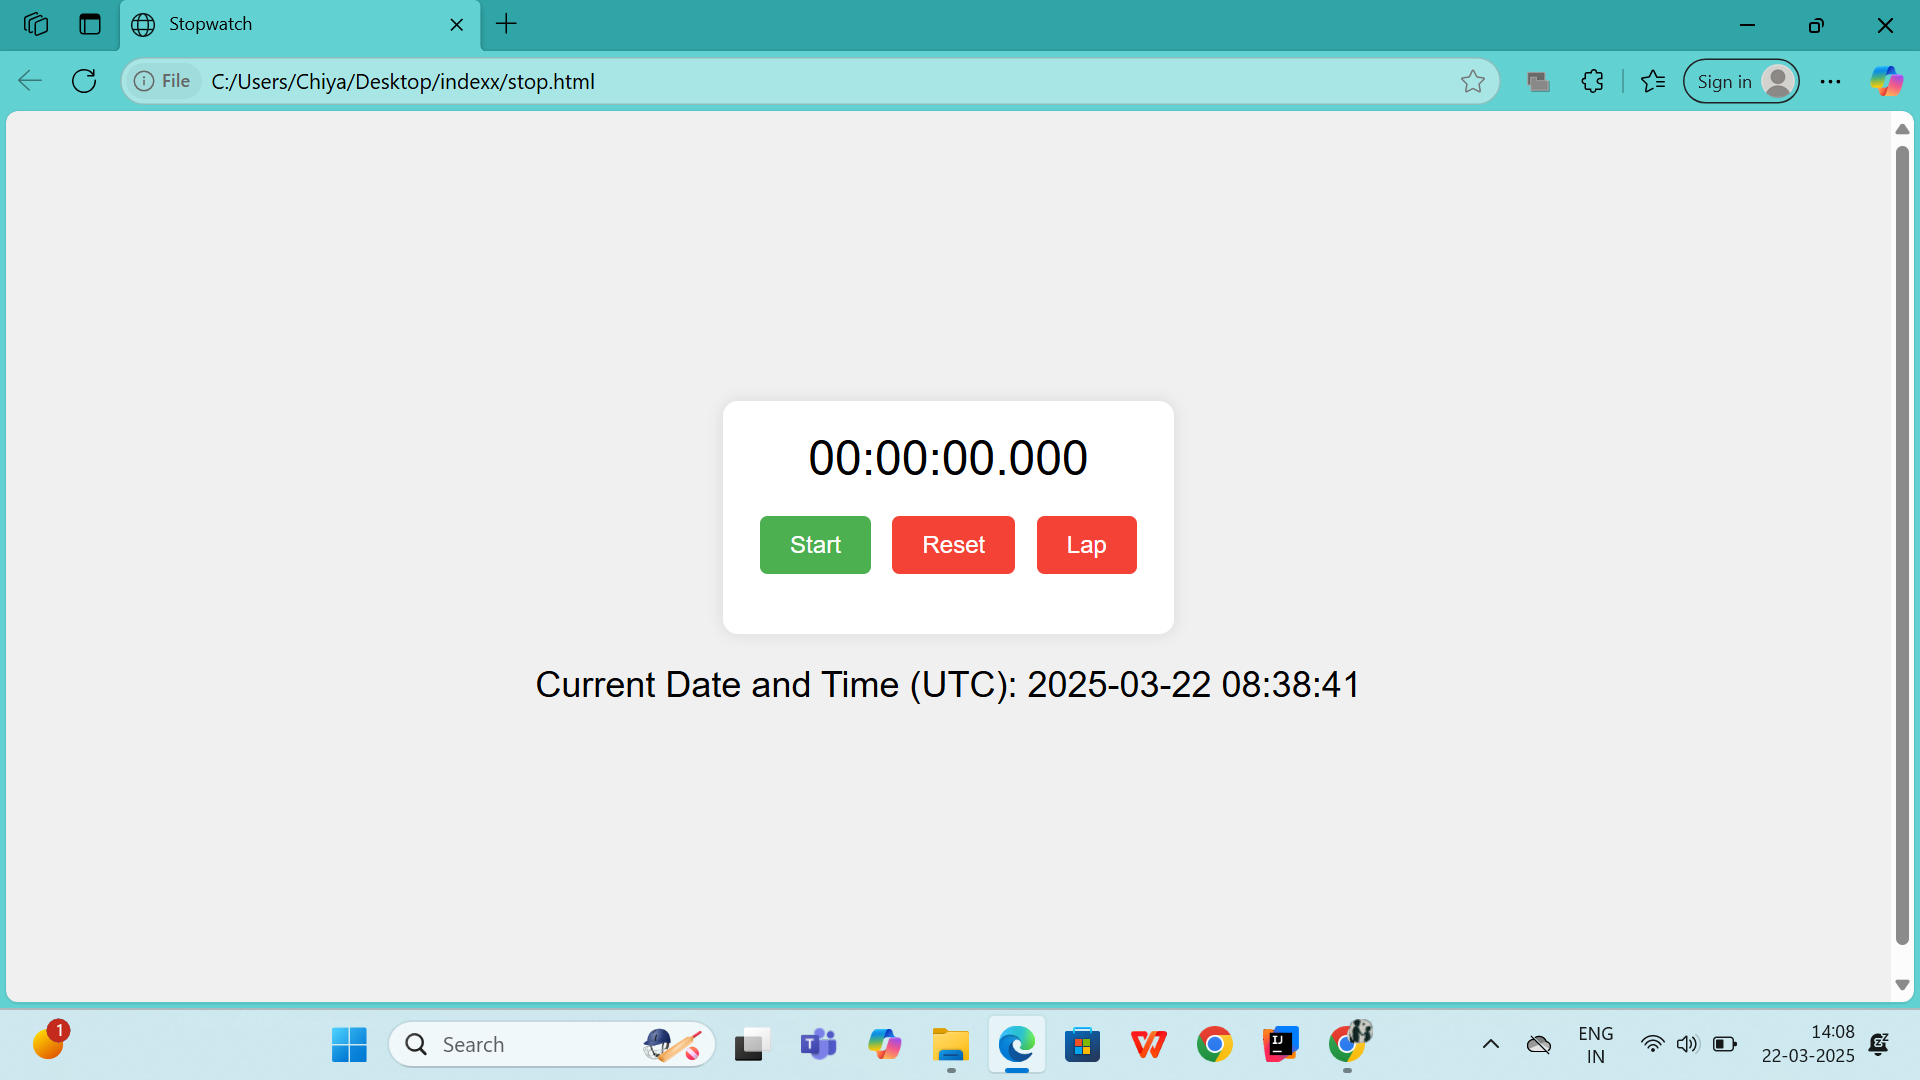 Stopwatch
File
C:/Users/Chiya/Desktop/indexx/stop.html
Sign in
00:00:00.000
Start
Reset
Lap
Current Date and Time (UTC): 2025-03-22 08:38:41
1
Search
T
IJ
ENG
IN
14:08
22-03-2025